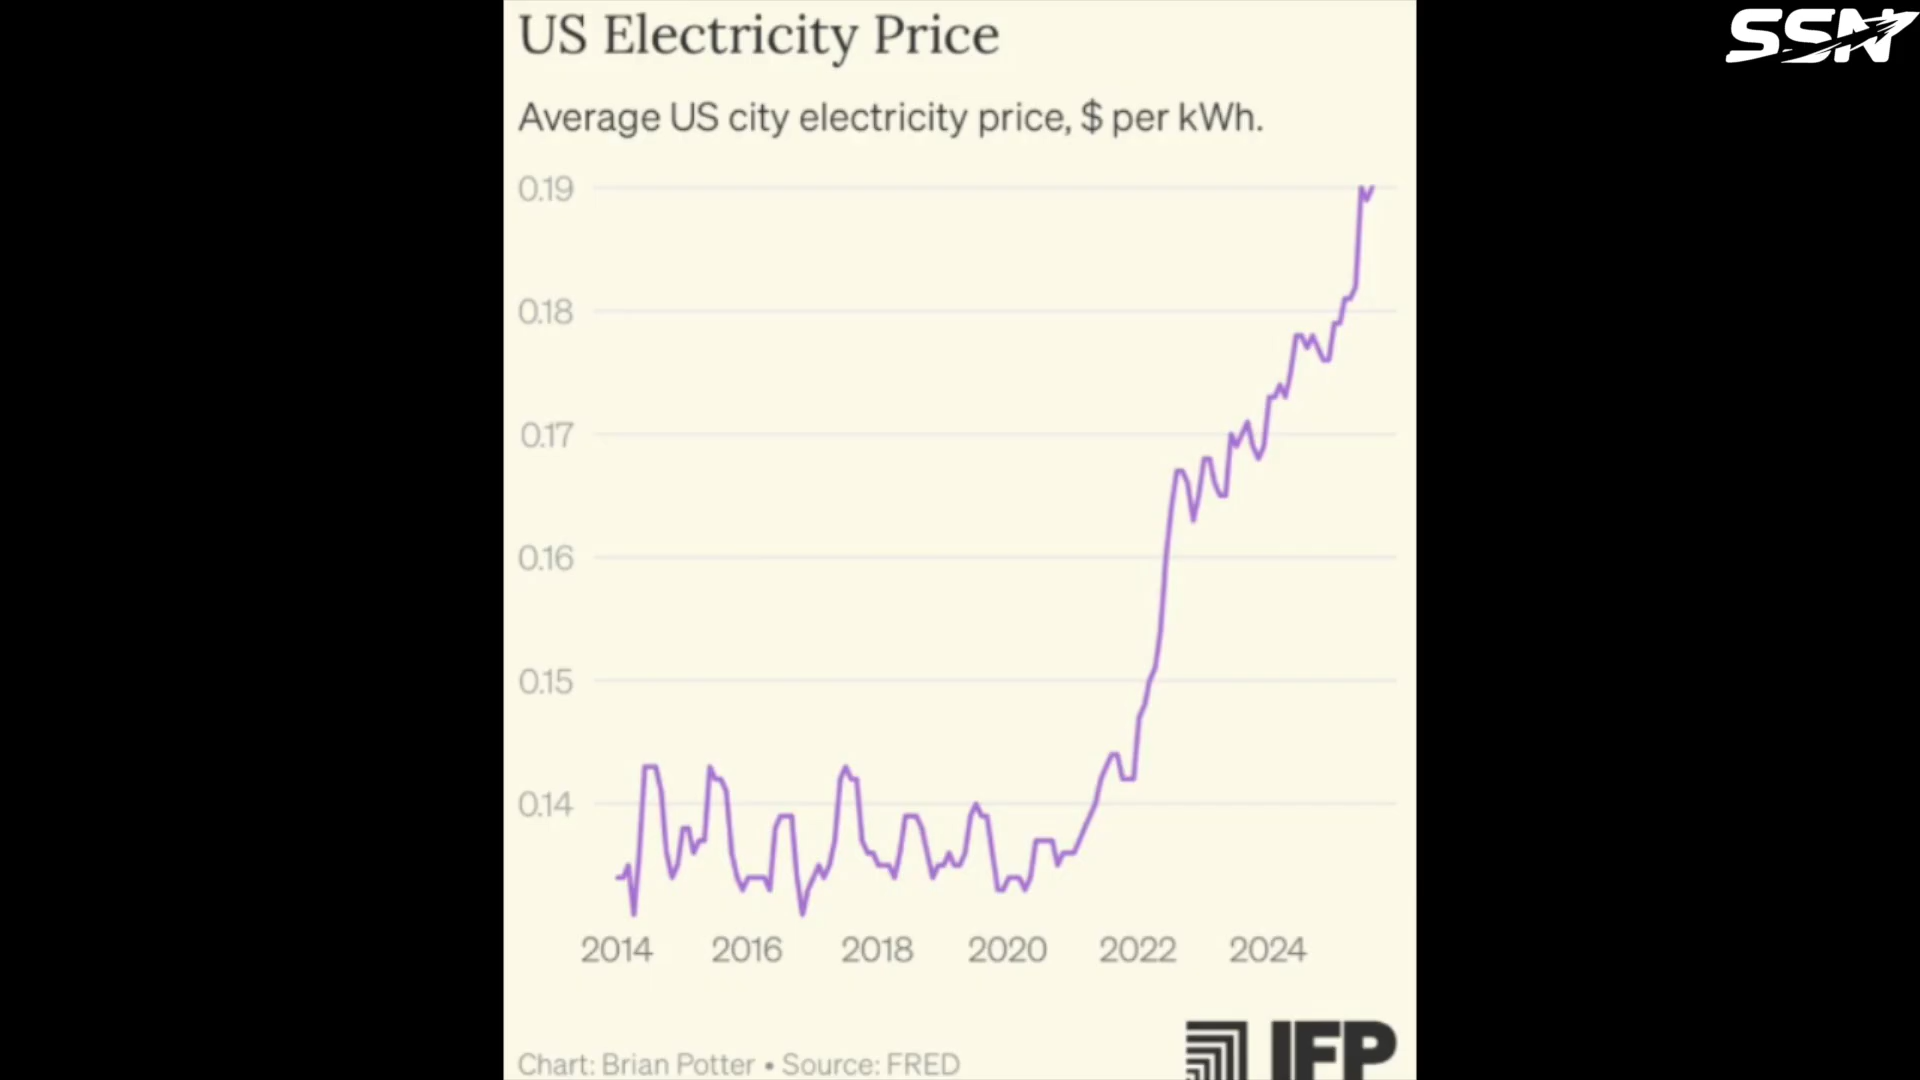 US Electricity Price
SSN
Average US city electricity price, $ per kWh.
0.19
0.18
0.17
0.16
0.15
0.14
2014 2016 2018 2020 2022 2024
Chart: Brian Potter • Source: FRED
IFP